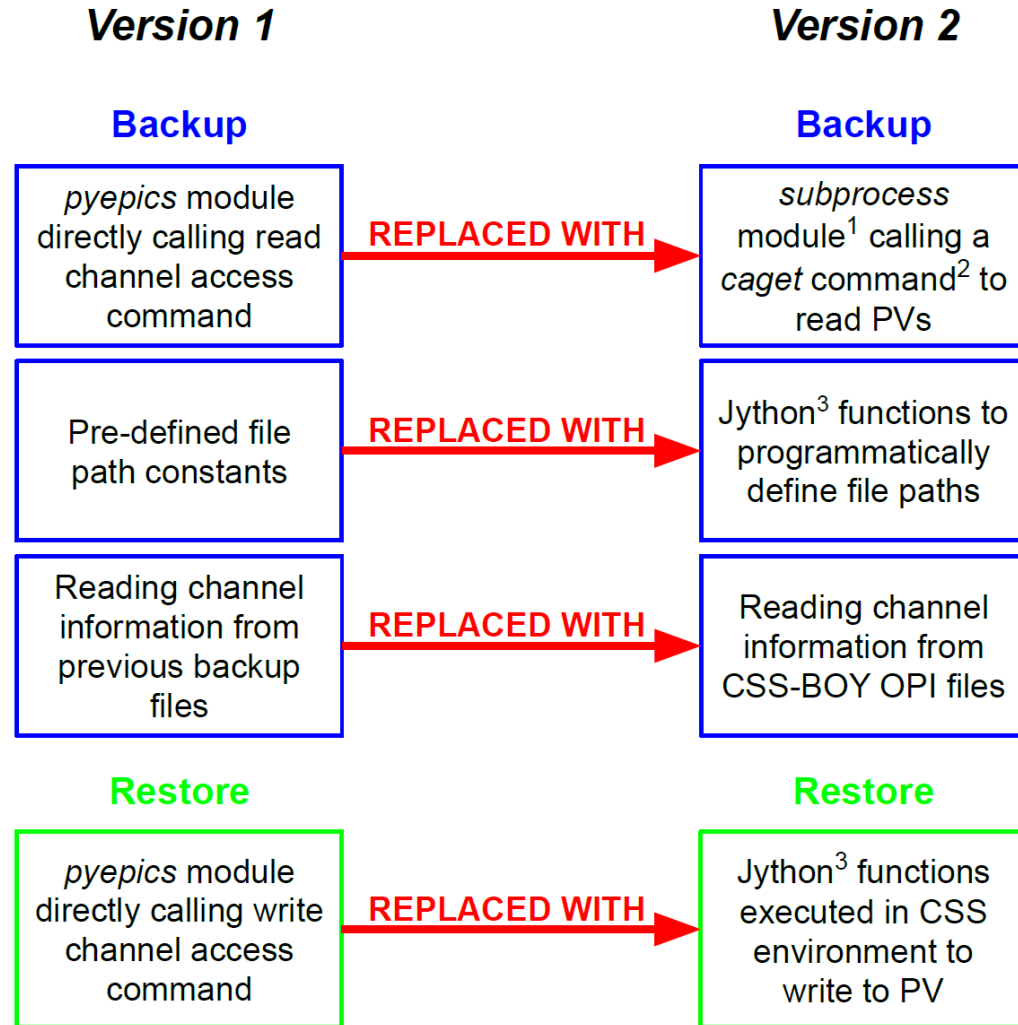 Version 1
Version 2
Backup
Backup
pyepics module
directly calling read
channel access
command
REPLACED WITH
subprocess
module1 calling a
caget command2 to
read PVs
Pre-defined file
path constants
REPLACED WITH
Jython3 functions to
programmatically
define file paths
Reading channel
information from
previous backup
files
REPLACED WITH
Reading channel
information from
CSS-BOY OPI files
Restore
Restore
pyepics module
directly calling write
channel access
command
REPLACED WITH
Jython3 functions
executed in CSS
environment to
write to PV